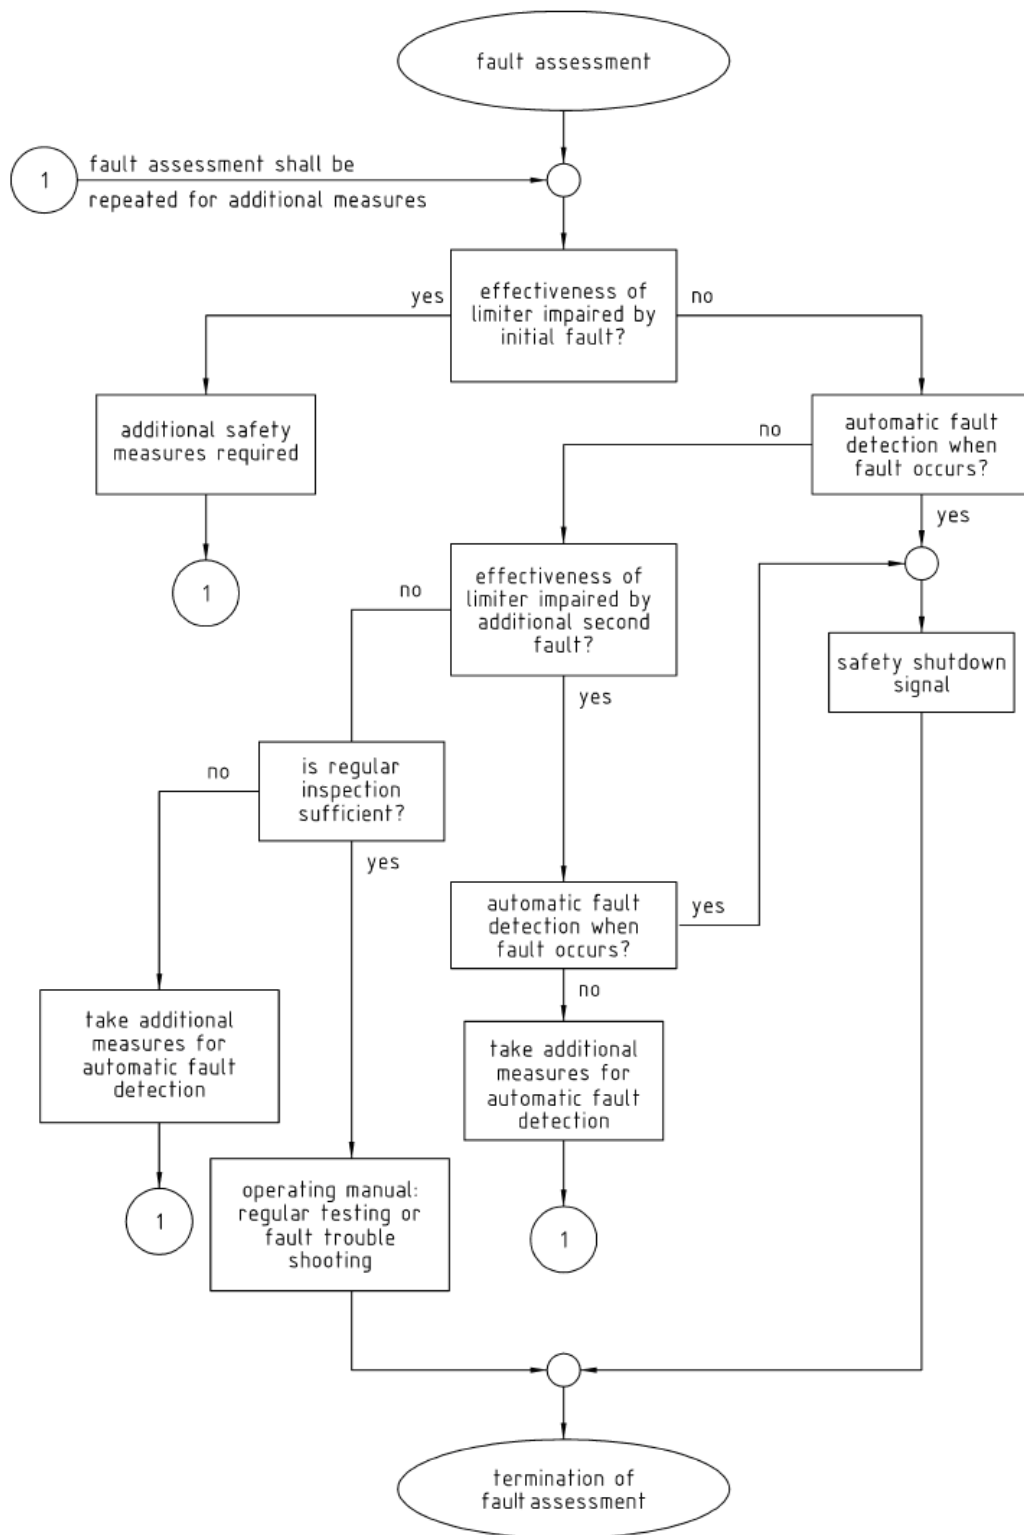 fault assessment
1
fault assessment shall be
repeated for additional measures
yes
effectiveness of
limiter impaired by
initial fault?
no
additional safety
measures required
no
automatic fault
detection when
fault occurs?
yes
1
no
effectiveness of
limiter impaired by
additional second
fault?
yes
safety shutdown
signal
no
is regular
inspection
sufficient?
yes
automatic fault
detection when
fault occurs?
yes
no
take additional
measures for
automatic fault
detection
take additional
measures for
automatic fault
detection
1
operating manual:
regular testing or
fault trouble
shooting
1
termination of
fault assessment